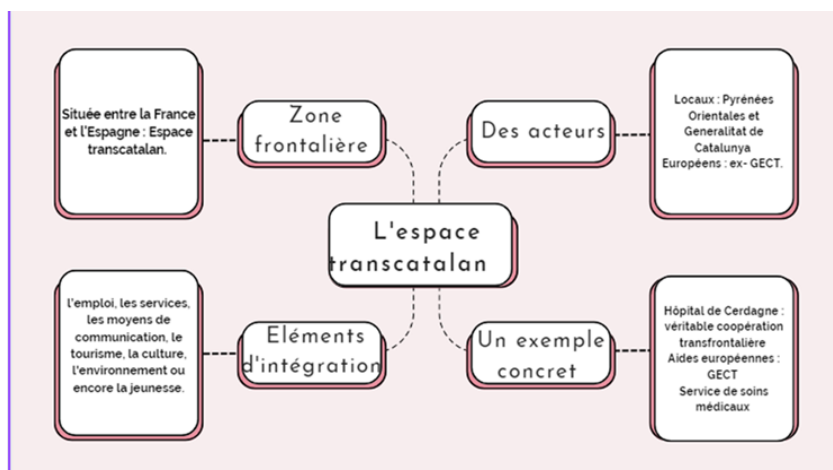 Située entre la France
et l'Espagne : Espace
transcatalan.
Zone
frontalière
Des acteurs
Locaux : Pyrénées
Orientales et
Generalitat de
Catalunya
Européens : ex- GECT.
L'espace
transcatalan
l'emploi, les services,
les moyens de
communication, le
tourisme, la culture,
l'environnement ou
encore la jeunesse.
Eléments
d'intégration
Un exemple
concret
Hôpital de Cerdagne :
véritable coopération
transfrontalière
Aides européennes :
GECT
Service de soins
médicaux